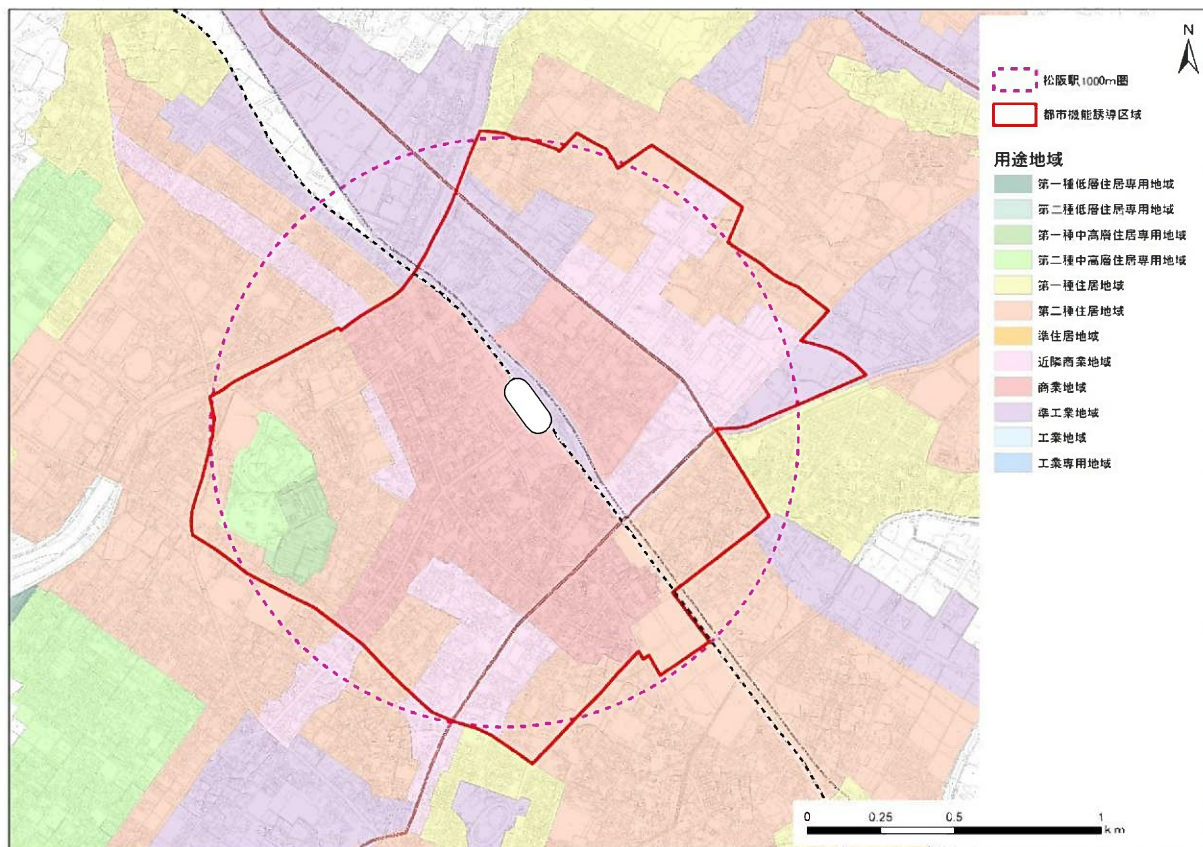 N
松阪駅1000m圏
都市機能誘導区域
用途地域
第一種低層住居専用地域
第二種低層住居専用地域
第一種中高層住居専用地域
第二種中高層住居専用地域
第一種住居地域
第二種住居地域
準住居地域
近隣商業地域
商業地域
準工業地域
工業地域
工業専用地域
0 0.25 0.5 1
km